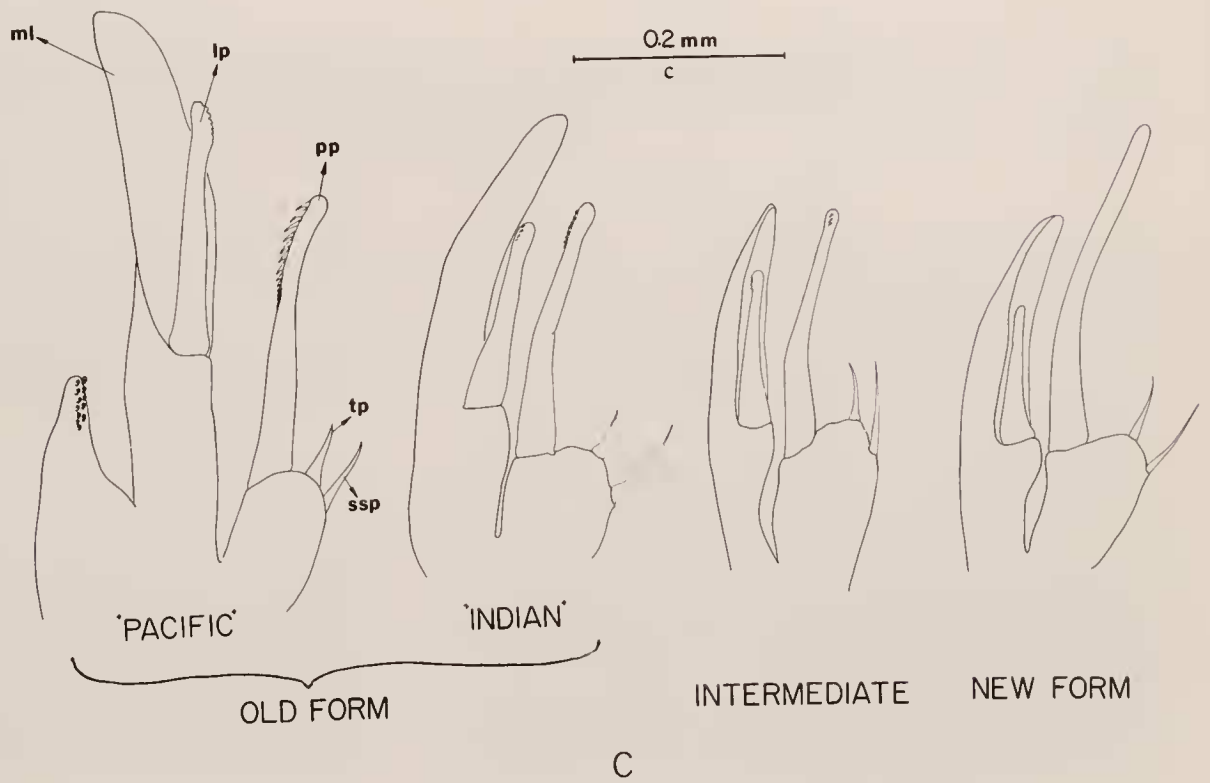 ml
lp
0.2 mm
c
pp
tp
ssp
'PACIFIC'
'INDIAN'
OLD FORM
INTERMEDIATE
NEW FORM
C